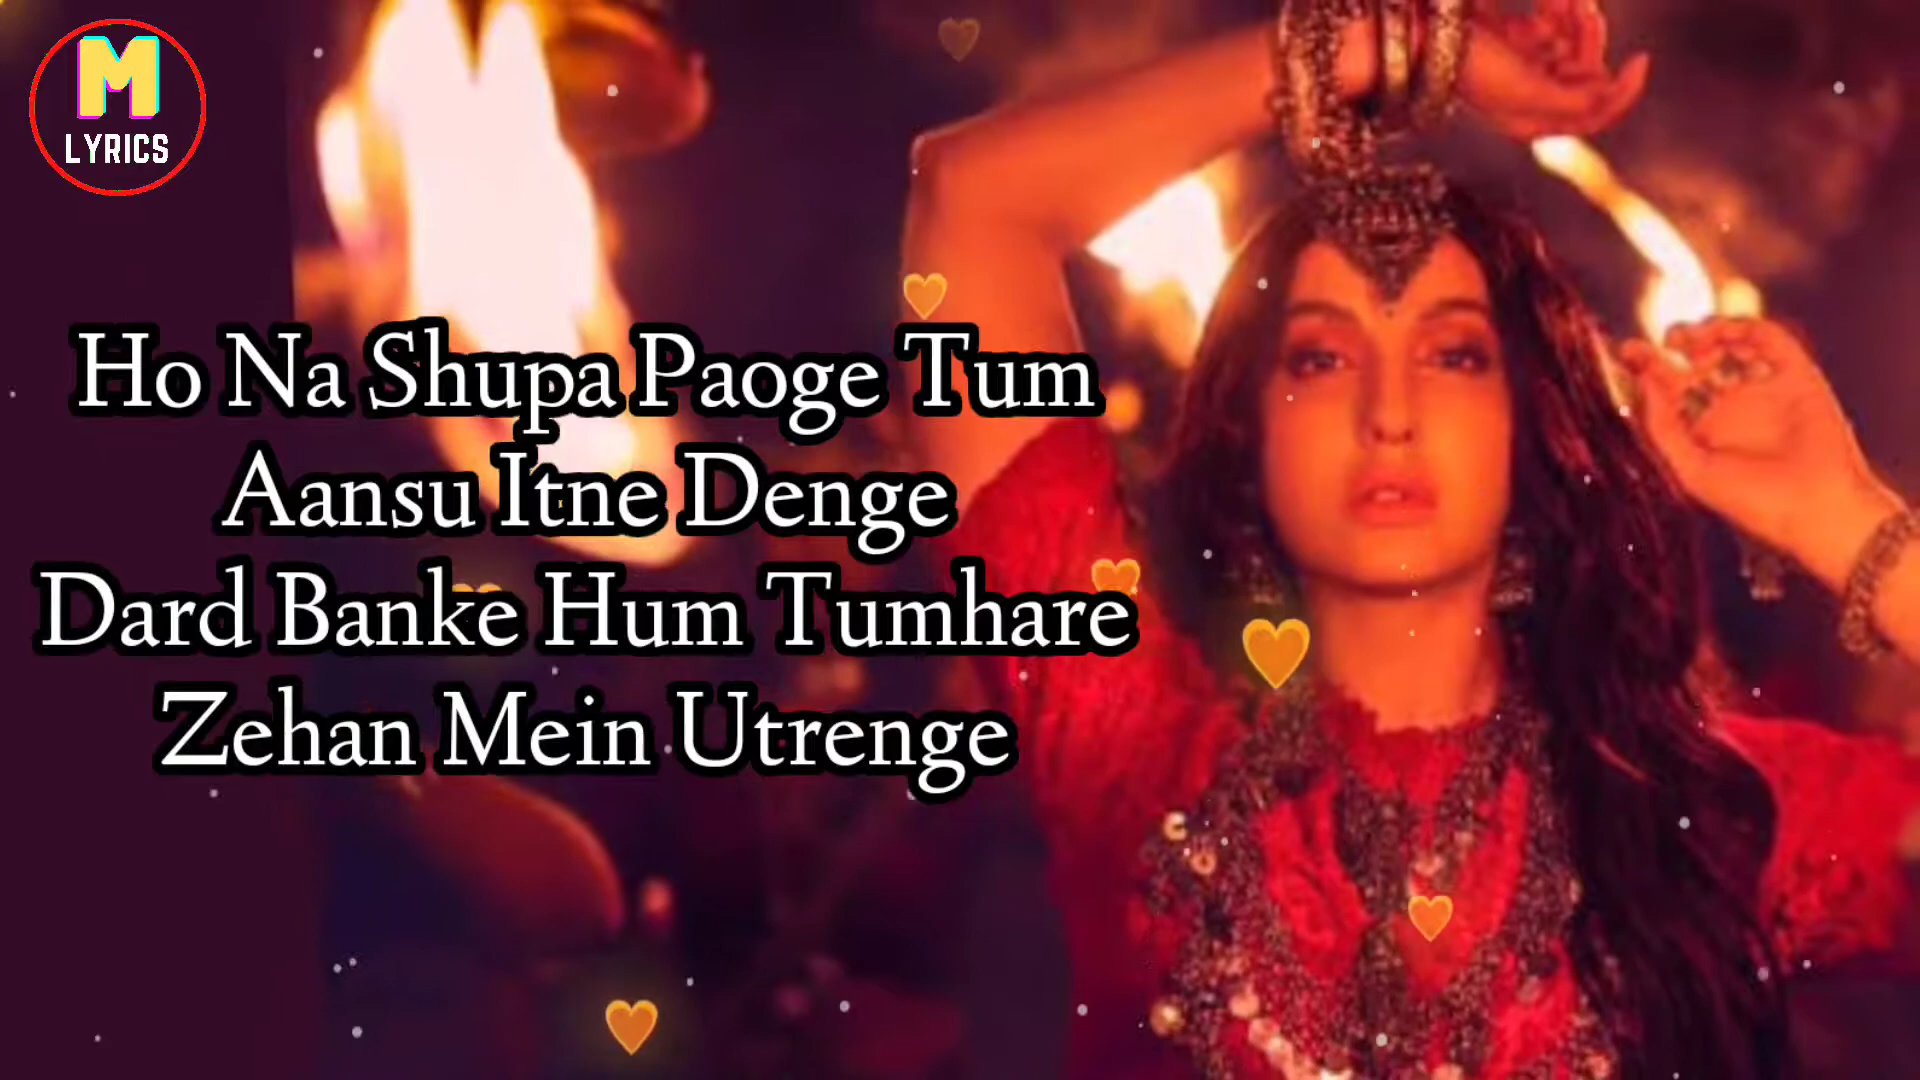 M
LYRICS
Ho Na Shupa Paoge Tum
Aansu Itne Denge
Dard Banke Hum Tumhare
Zehan Mein Utrenge